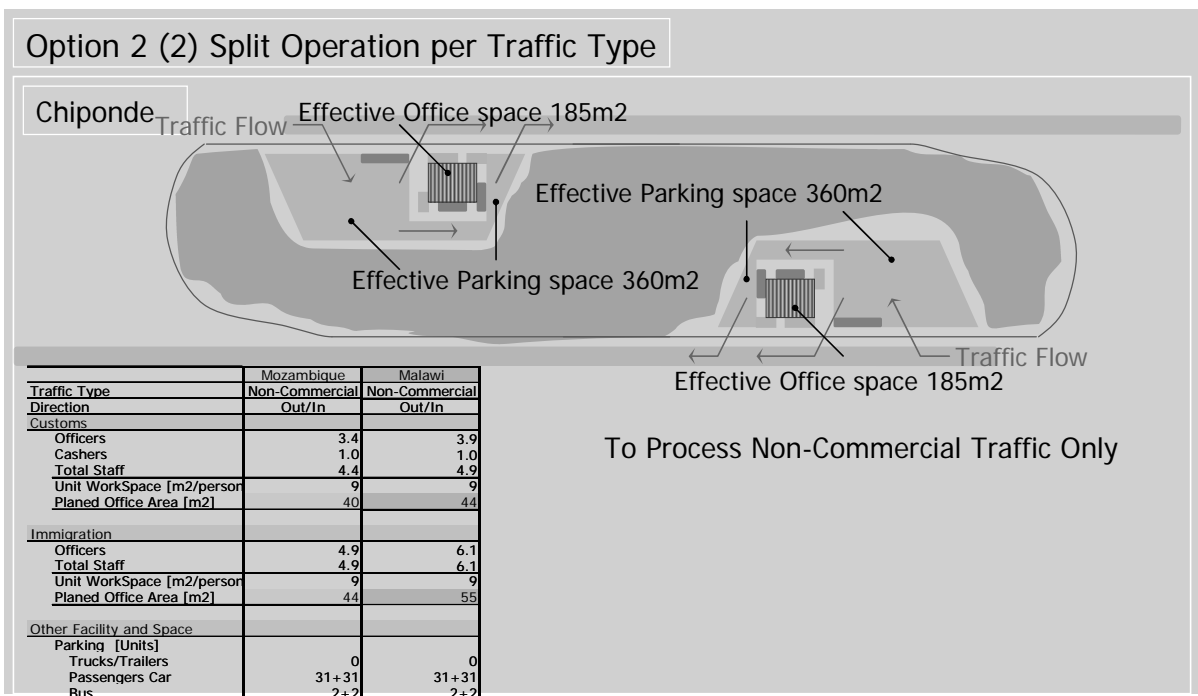 Option 2 (2) Split Operation per Traffic Type
Chiponde
Traffic Flow
Effective Office space 185m2
Effective Parking space 360m2
Effective Parking space 360m2
Traffic Flow
Effective Office space 185m2
To Process Non-Commercial Traffic Only
Mozambique Malawi
Traffic Type Non-Commercial Non-Commercial
Direction Out/In Out/In
Customs
Officers 3.4 3.9
Cashers 1.0 1.0
Total Staff 4.4 4.9
Unit WorkSpace [m2/person 9 9
Planed Office Area [m2] 40 44
Immigration
Officers 4.9 6.1
Total Staff 4.9 6.1
Unit WorkSpace [m2/person 9 9
Planed Office Area [m2] 44 55
Other Facility and Space
Parking [Units]
Trucks/Trailers 0 0
Passengers Car 31+31 31+31
Bus 2+2 2+2